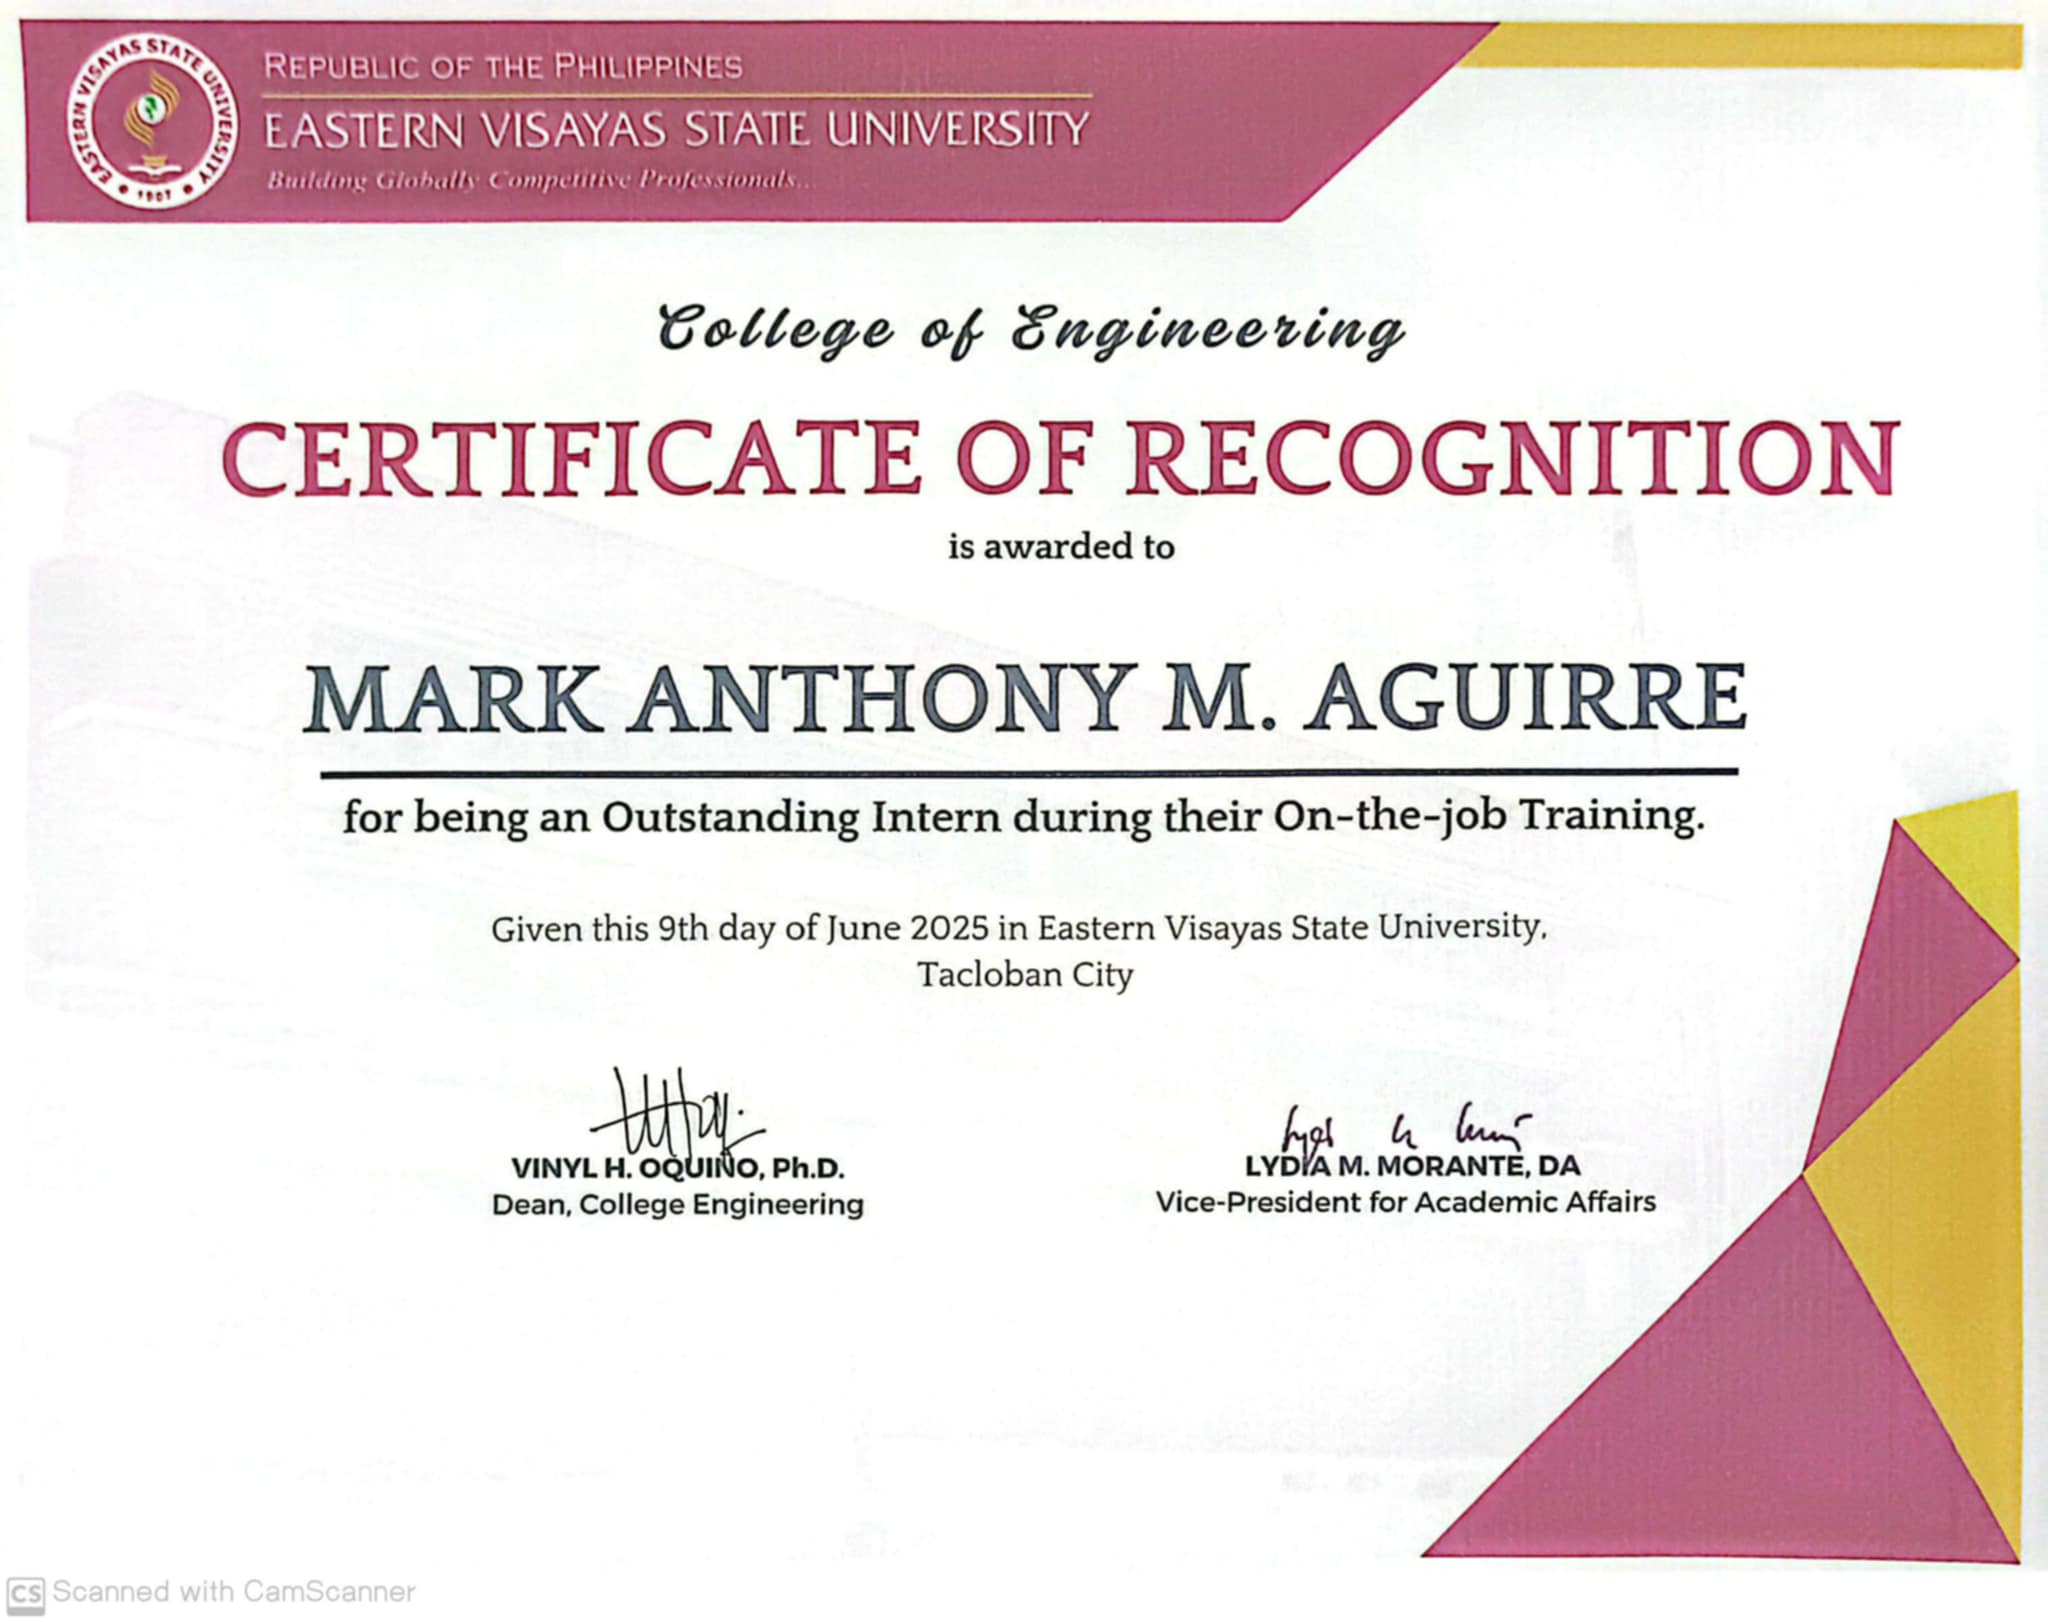 EASTERN VISAYAS STATE UNIVERSITY
1907
REPUBLIC OF THE PHILIPPINES
EASTERN VISAYAS STATE UNIVERSITY
Building Globally Competitive Professionals...
College of Engineering
CERTIFICATE OF RECOGNITION
is awarded to
MARK ANTHONY M. AGUIRRE
for being an Outstanding Intern during their On-the-job Training.
Given this 9th day of June 2025 in Eastern Visayas State University,
Tacloban City
VINYL H. OQUIÑO, Ph.D.
Dean, College Engineering
LYDIA M. MORANTE, DA
Vice-President for Academic Affairs
CS Scanned with CamScanner